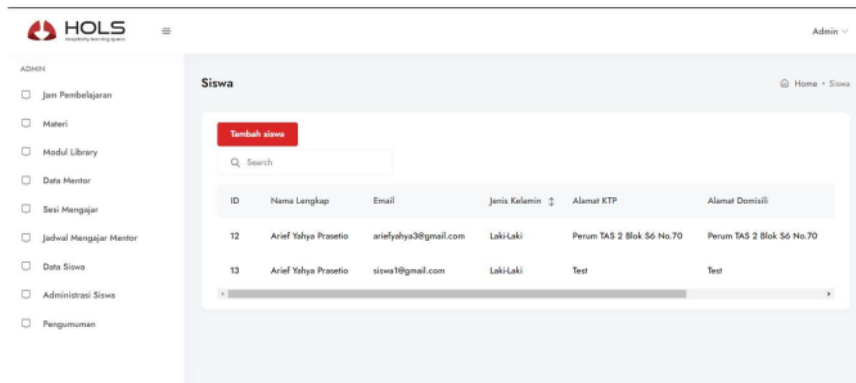 HOLS
hospitality learning space
Admin
ADMIN
Jam Pembelajaran
Materi
Modul Library
Data Mentor
Sesi Mengajar
Jadwal Mengajar Mentor
Data Siswa
Administrasi Siswa
Pengumuman
Siswa
Home • Siswa
Tambah siswa
Search
ID Nama Lengkap Email Jenis Kelamin Alamat KTP Alamat Domisili
12 Arief Yahya Prasetio ariefyahya3@gmail.com Laki-Laki Perum TAS 2 Blok S6 No.70 Perum TAS 2 Blok S6 No.70
13 Arief Yahya Prasetio siswa1@gmail.com Laki-Laki Test Test